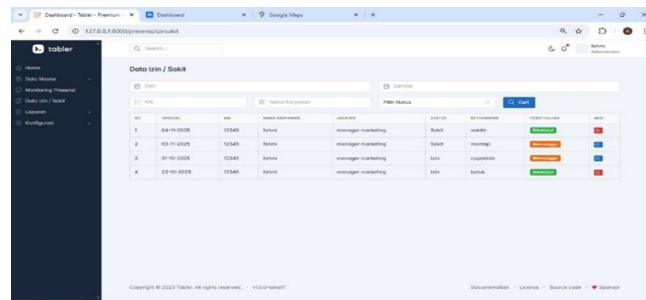 Dashboard - Tabler - Premium
Dashboard
Google Maps
127.0.0.1:8000/presensi/izinsakit
tabler
Search...
fahmi
Administrator
Home
Data Master
Monitoring Presensi
Data Izin / Sakit
Laporan
Konfigurasi
Data Izin / Sakit
Dari
Sampai
Nik
Nama Karyawan
Pilih Status
Cari
NO TANGGAL NIK NAMA KARYAWAN JABATAN STATUS KETERANGAN PERSETUJUAN AKSI
1 04-11-2025 12345 fahmi manager marketing Sakit Disetujui
2 03-11-2025 12345 fahmi manager marketing Sakit mantap Menunggu
3 31-10-2025 12345 fahmi manager marketing Izin Menunggu
4 23-10-2025 12345 fahmi manager marketing Izin Disetujui
Copyright © 2023 Tabler. All rights reserved.
Documentation License Source code Sponsor